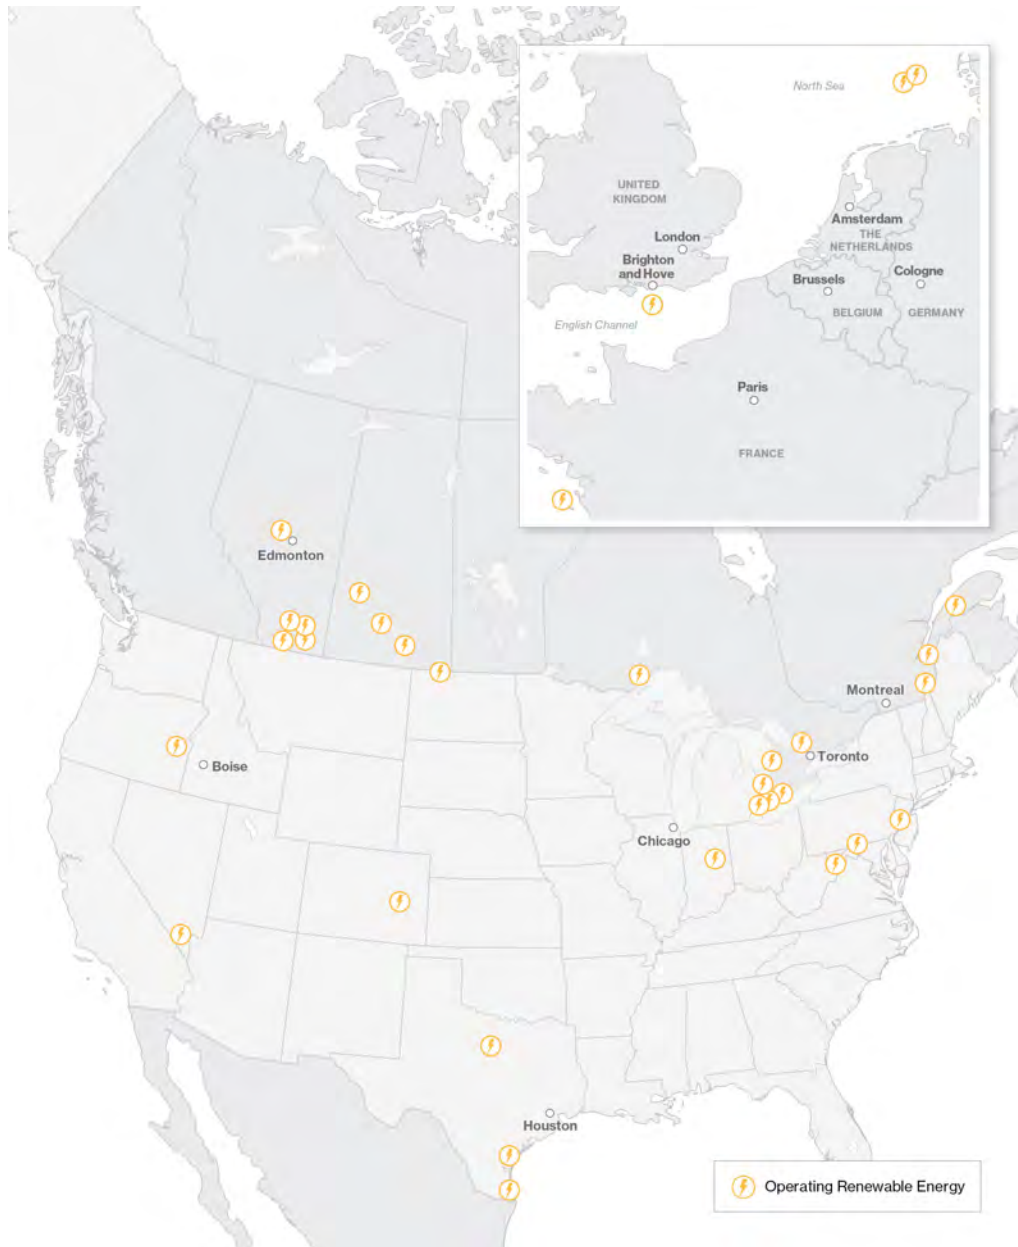 North Sea
UNITED
KINGDOM
Amsterdam
THE
NETHERLANDS
London
Brighton
and Hove
Brussels
Cologne
BELGIUM
GERMANY
English Channel
Paris
FRANCE
Edmonton
Montreal
Toronto
Boise
Chicago
Houston
Operating Renewable Energy